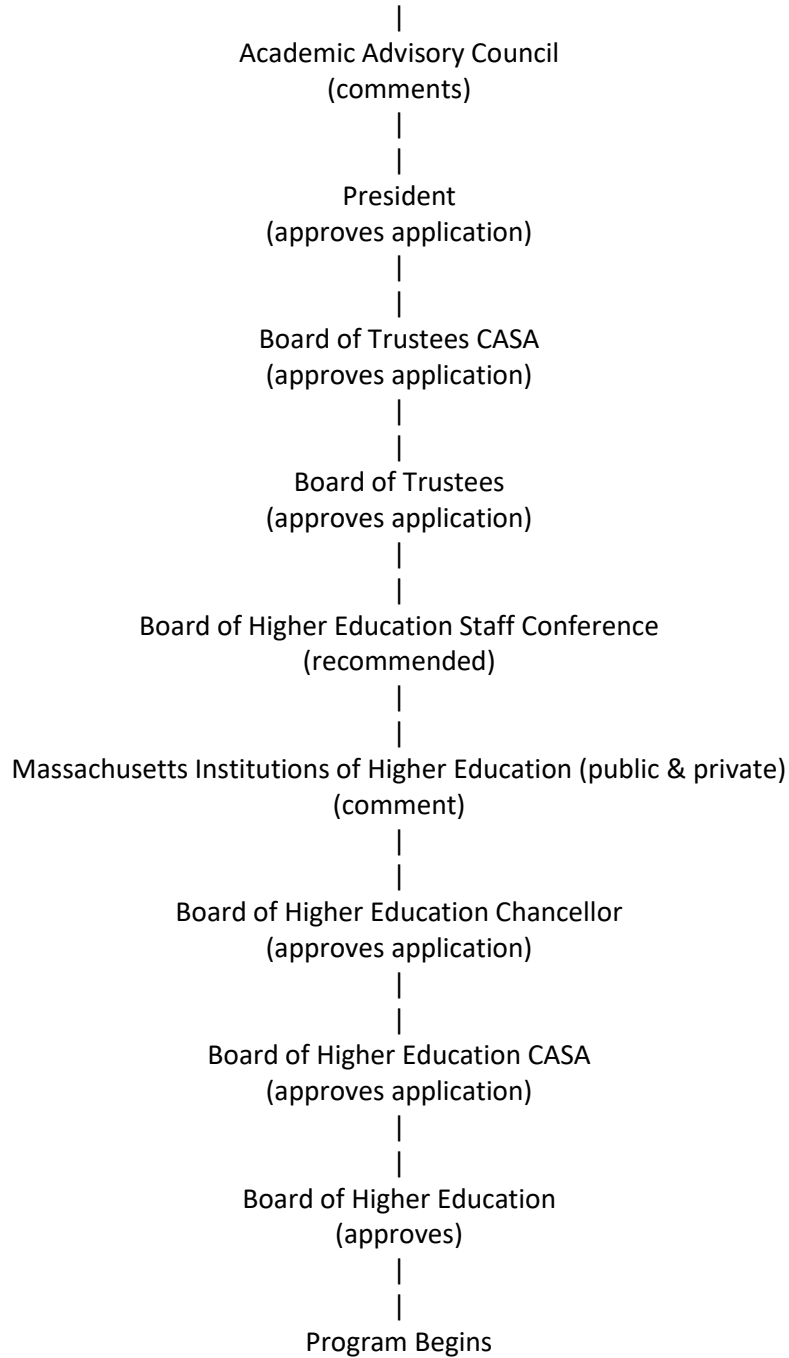 Academic Advisory Council
(comments)
President
(approves application)
Board of Trustees CASA
(approves application)
Board of Trustees
(approves application)
Board of Higher Education Staff Conference
(recommended)
Massachusetts Institutions of Higher Education (public & private)
(comment)
Board of Higher Education Chancellor
(approves application)
Board of Higher Education CASA
(approves application)
Board of Higher Education
(approves)
Program Begins